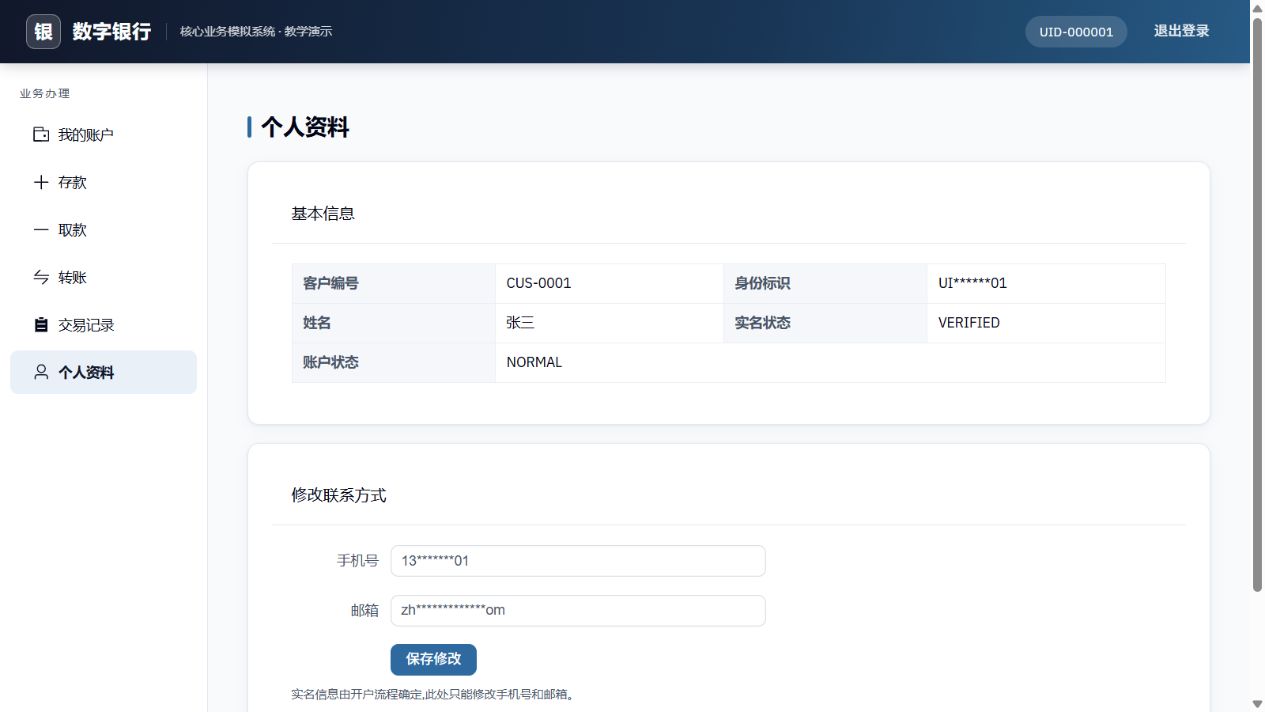 银 数字银行 核心业务模拟系统 · 教学演示 UID-000001 退出登录
业务办理
我的账户
存款
取款
转账
交易记录
个人资料
个人资料
基本信息
客户编号 CUS-0001 身份标识 UI******01
姓名 张三 实名状态 VERIFIED
账户状态 NORMAL
修改联系方式
手机号 13*******01
邮箱 zh*************om
保存修改
实名信息由开户流程确定,此处只能修改手机号和邮箱。